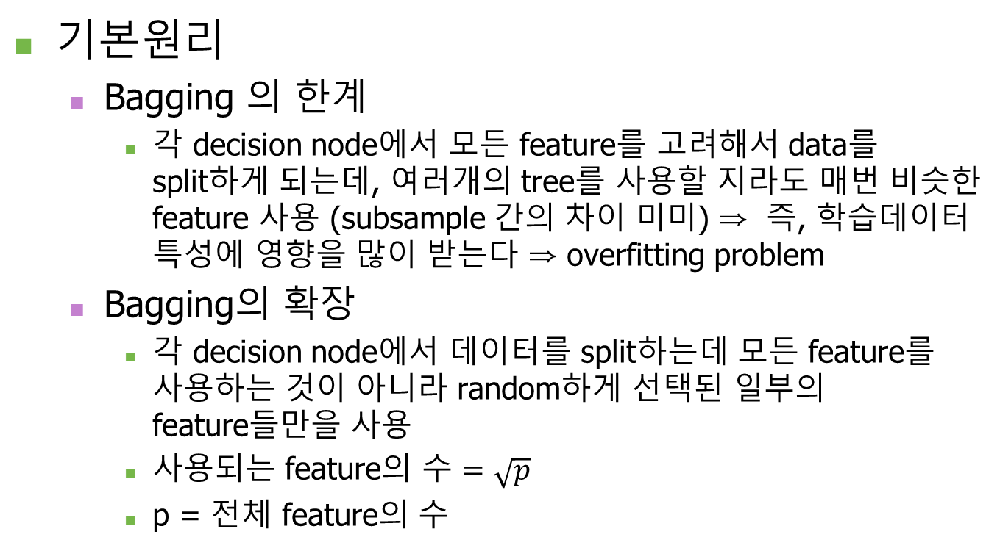 기본원리
Bagging 의 한계
각 decision node에서 모든 feature를 고려해서 data를
split하게 되는데, 여러개의 tree를 사용할 지라도 매번 비슷한
feature 사용 (subsample 간의 차이 미미) ⇒ 즉, 학습데이터
특성에 영향을 많이 받는다 ⇒ overfitting problem
Bagging의 확장
각 decision node에서 데이터를 split하는데 모든 feature를
사용하는 것이 아니라 random하게 선택된 일부의
feature들만을 사용
사용되는 feature의 수 = √p
p = 전체 feature의 수